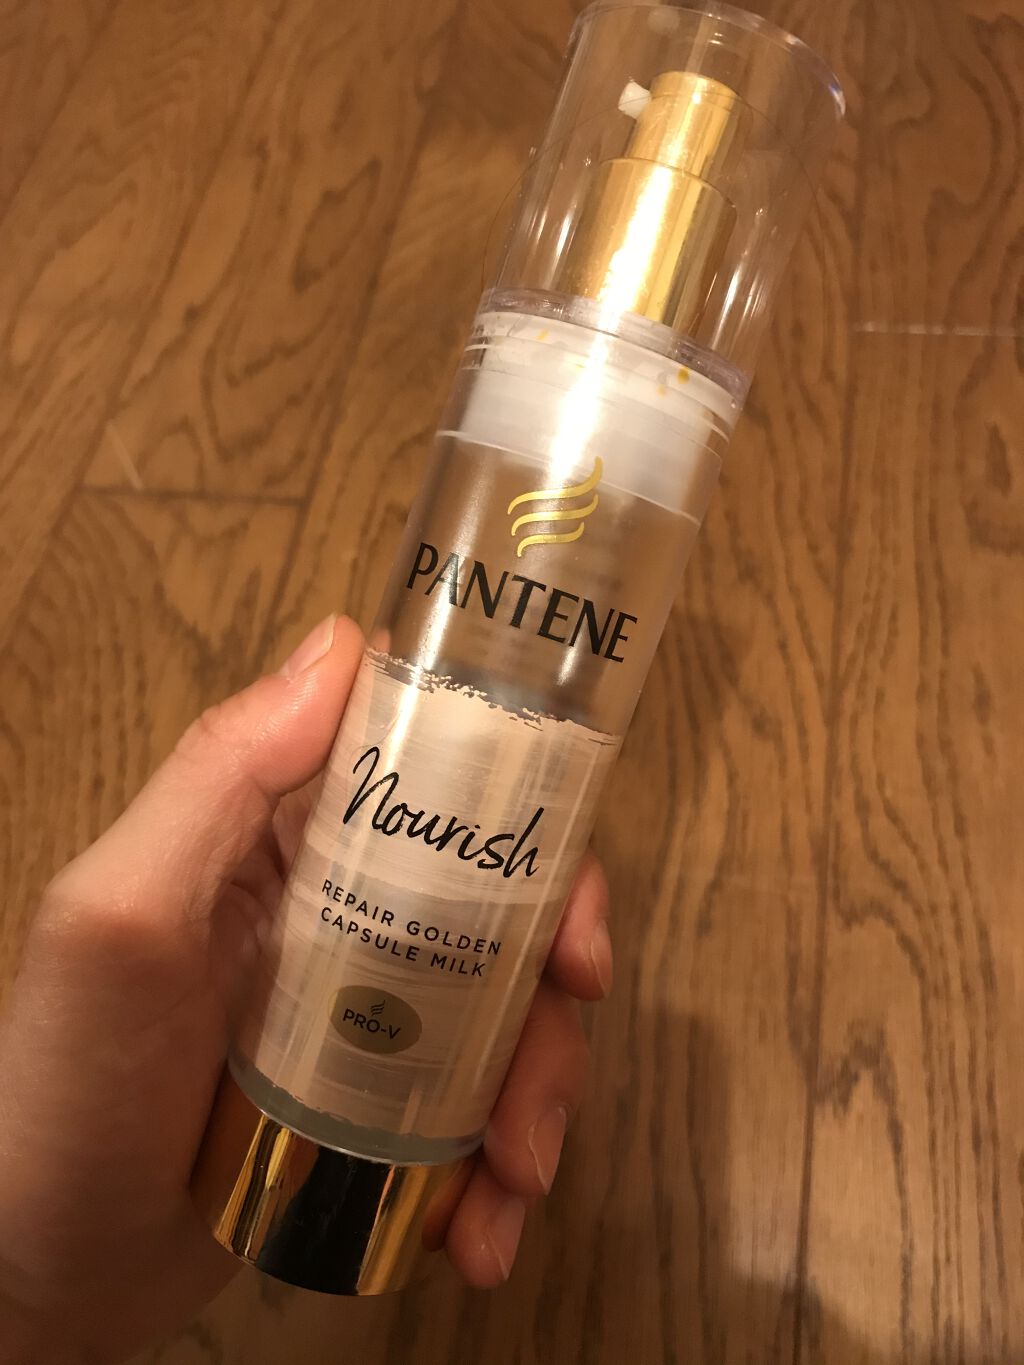 PANTENE
Nourish
REPAIR GOLDEN
CAPSULE MILK
PRO-V